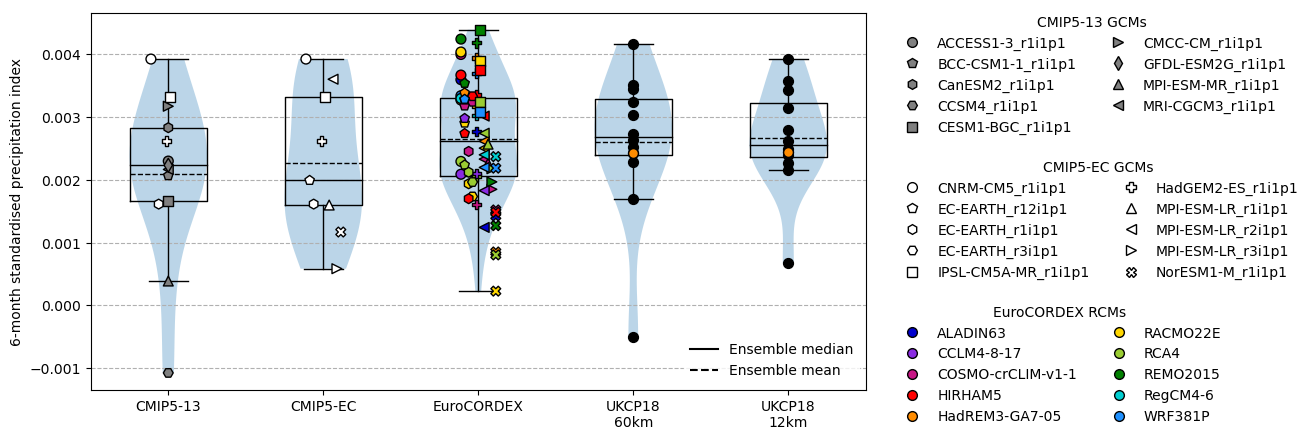 6-month standardised precipitation index
0.004
0.003
0.002
0.001
0.000
−0.001
CMIP5-13
CMIP5-EC
EuroCORDEX
UKCP18
60km
UKCP18
12km
Ensemble median
Ensemble mean
CMIP5-13 GCMs
ACCESS1-3_r1i1p1
BCC-CSM1-1_r1i1p1
CanESM2_r1i1p1
CCSM4_r1i1p1
CESM1-BGC_r1i1p1
CMCC-CM_r1i1p1
GFDL-ESM2G_r1i1p1
MPI-ESM-MR_r1i1p1
MRI-CGCM3_r1i1p1
CMIP5-EC GCMs
CNRM-CM5_r1i1p1
EC-EARTH_r12i1p1
EC-EARTH_r1i1p1
EC-EARTH_r3i1p1
IPSL-CM5A-MR_r1i1p1
HadGEM2-ES_r1i1p1
MPI-ESM-LR_r1i1p1
MPI-ESM-LR_r2i1p1
MPI-ESM-LR_r3i1p1
NorESM1-M_r1i1p1
EuroCORDEX RCMs
ALADIN63
CCLM4-8-17
COSMO-crCLIM-v1-1
HIRHAM5
HadREM3-GA7-05
RACMO22E
RCA4
REMO2015
RegCM4-6
WRF381P